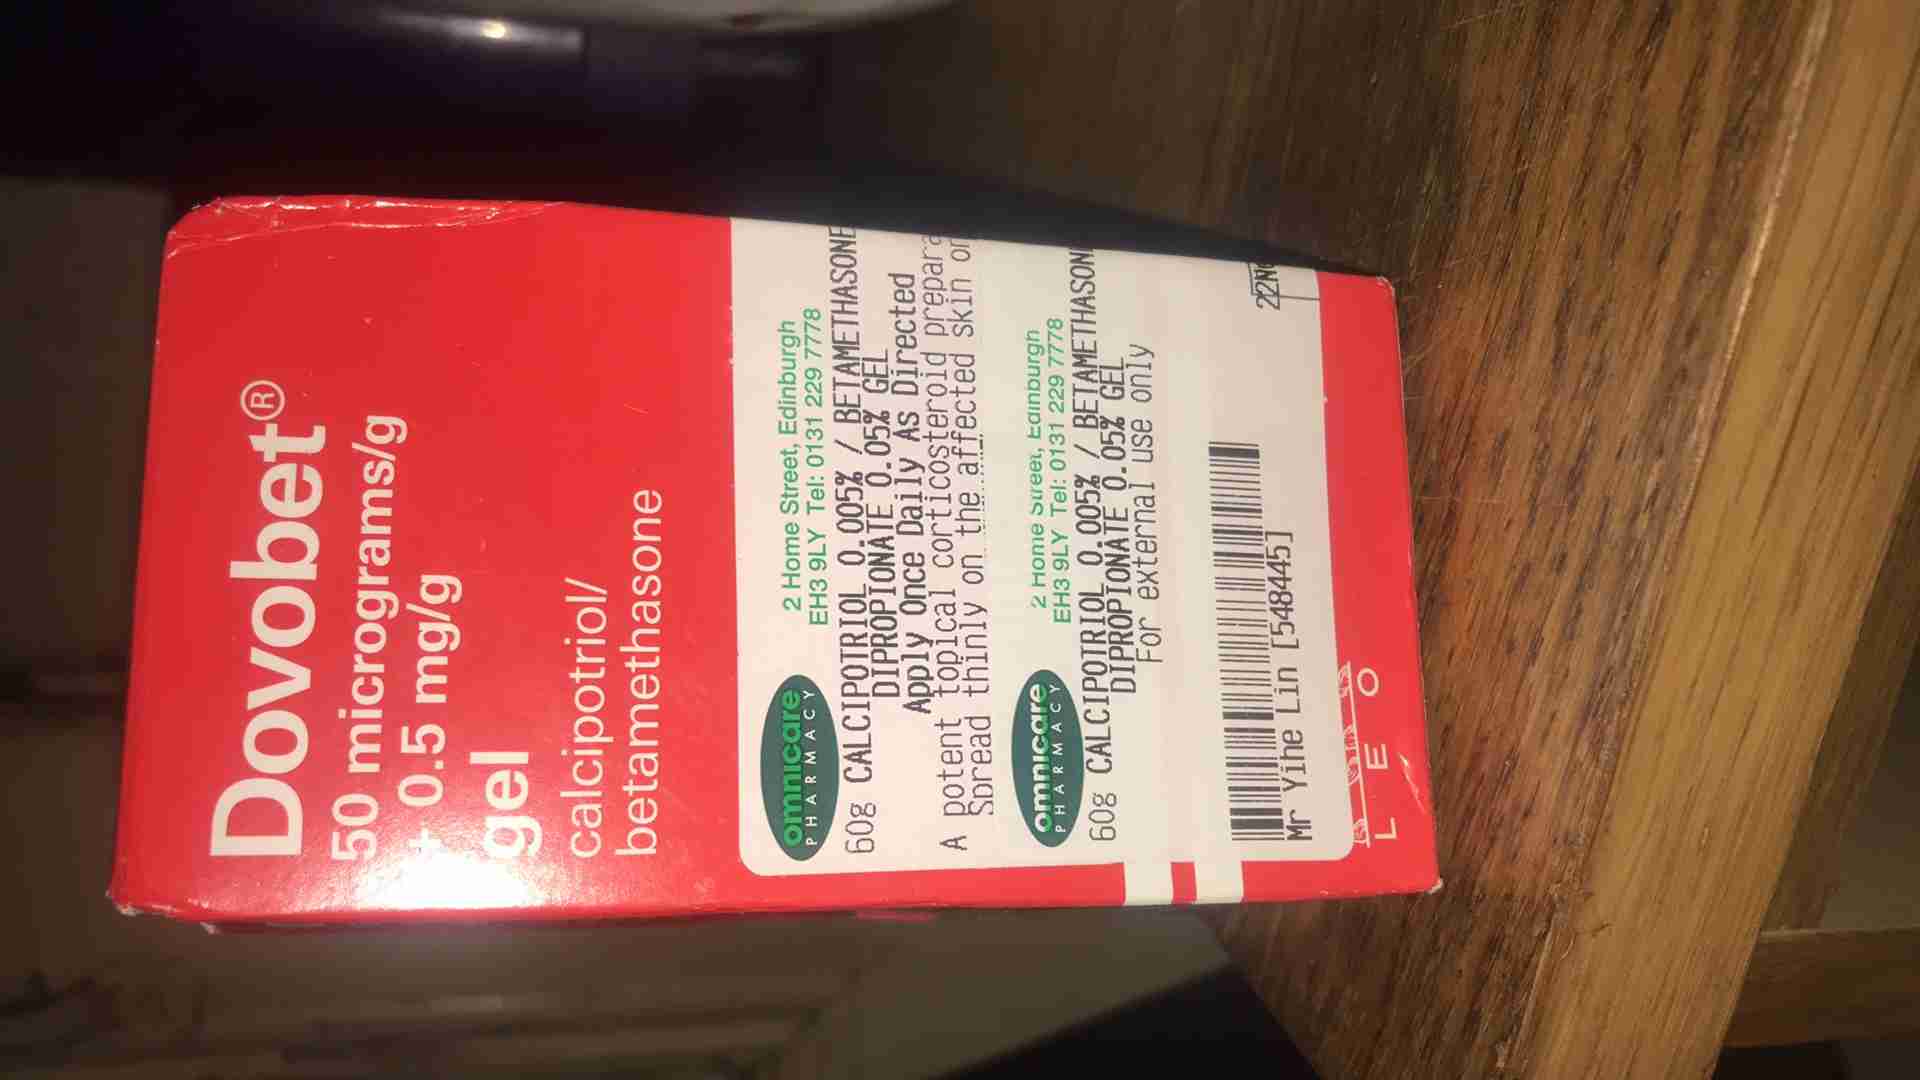 Dovobet®
50 micrograms/g
+ 0.5 mg/g
gel
calcipotriol/
betamethasone
omnicare
PHARMACY
2 Home Street, Edinburgh
EH3 9LY Tel: 0131 229 7778
60g CALCIPOTRIOL 0.005% / BETAMETHASONE
DIPROPIONATE 0.05% GEL
Apply Once Daily As Directed
A potent topical corticosteroid
Spread thinly on the affected skin
omnicare
PHARMACY
2 Home Street, Edinburgh
EH3 9LY Tel: 0131 229 7778
60g CALCIPOTRIOL 0.005% / BETAMETHASON
DIPROPIONATE 0.05% GEL
For external use only
Mr Yihe Lin [548445]
LEO